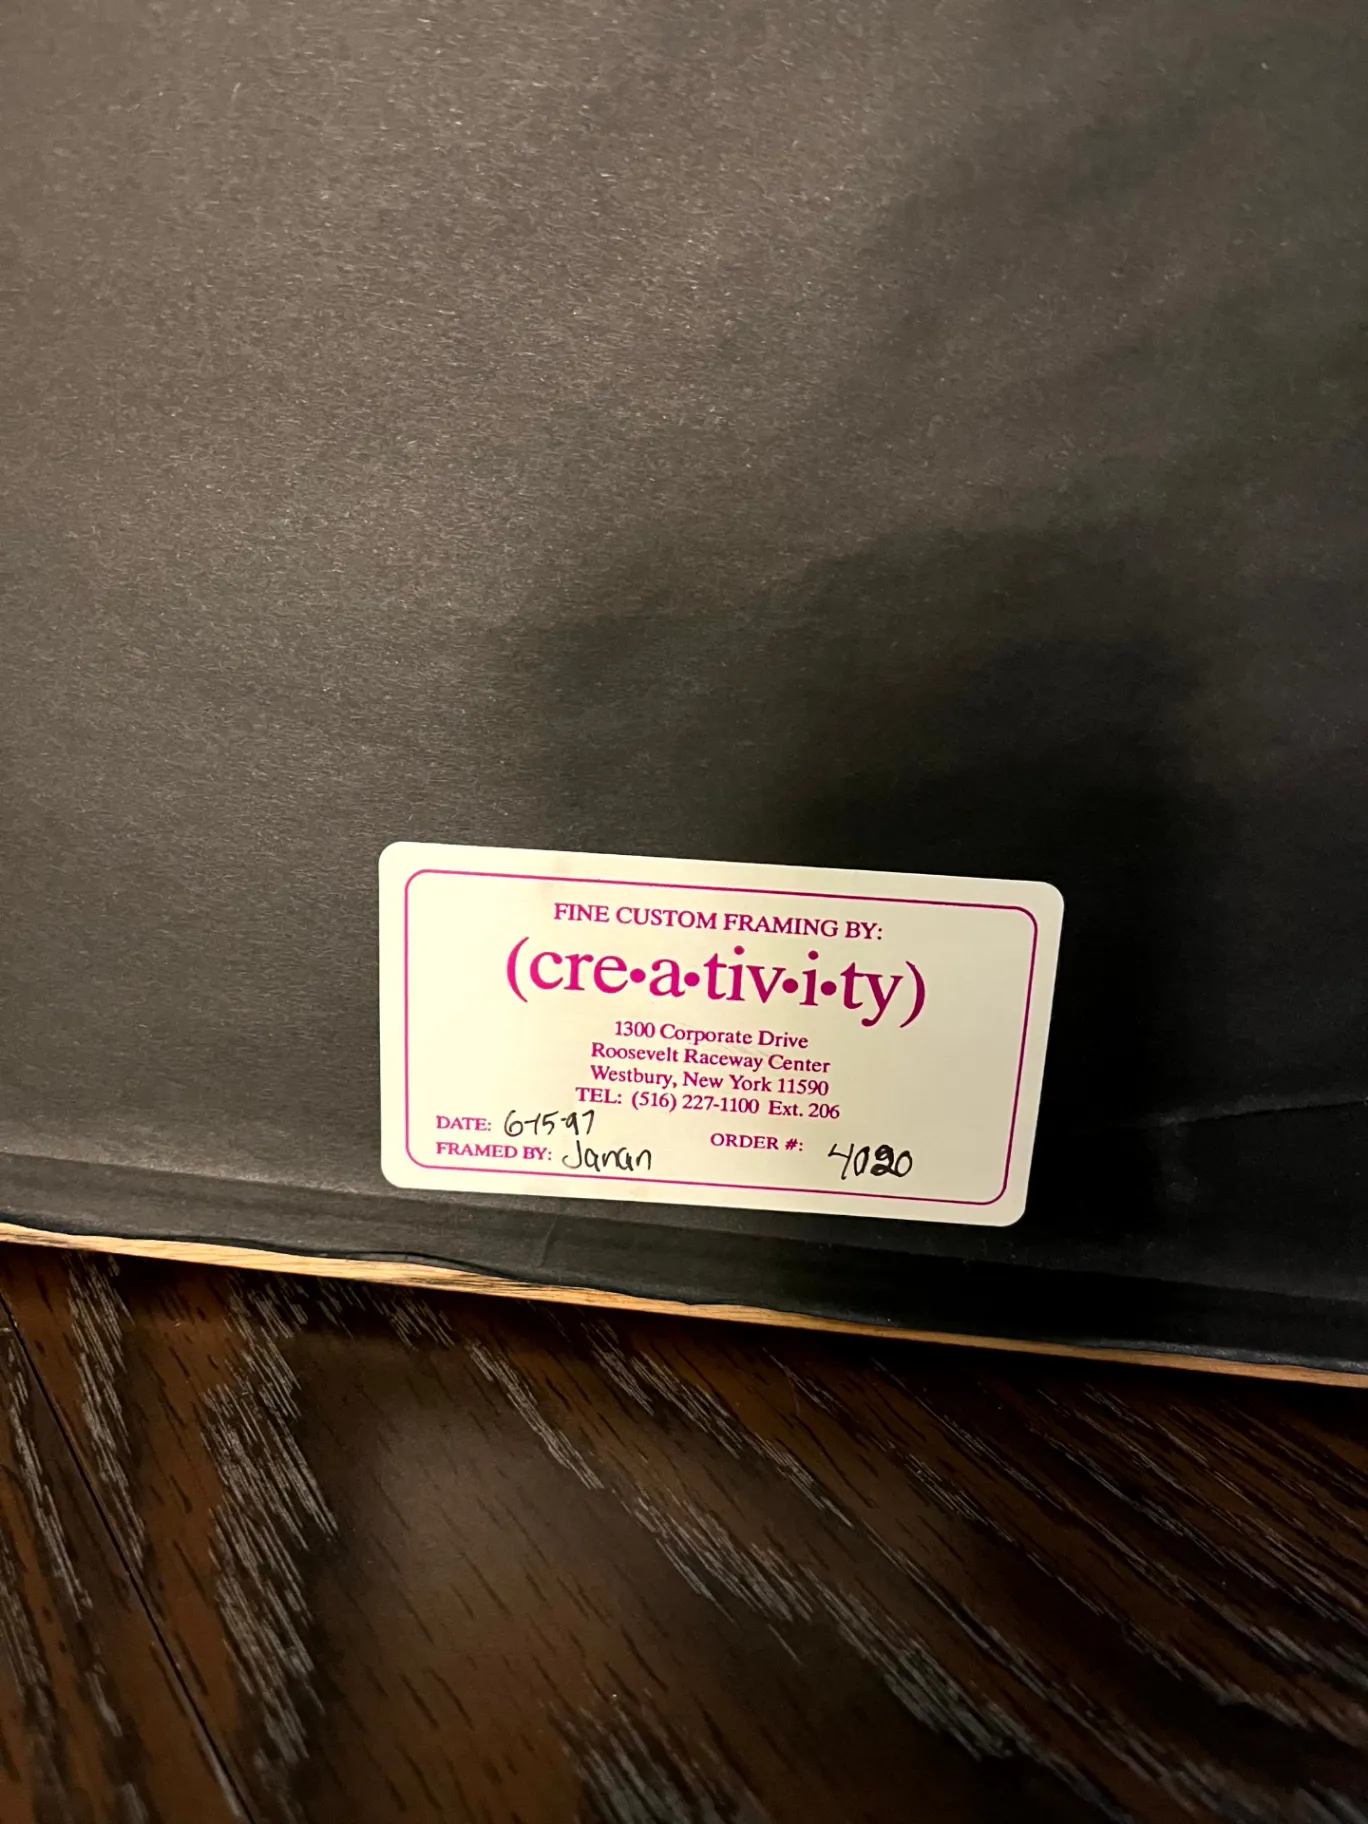 FINE CUSTOM FRAMING BY:
(cre•a•tiv•i•ty)
1300 Corporate Drive
Roosevelt Raceway Center
Westbury, New York 11590
TEL: (516) 227-1100 Ext. 206
DATE: 6-15-97
FRAMED BY: Janan
ORDER #: 4020